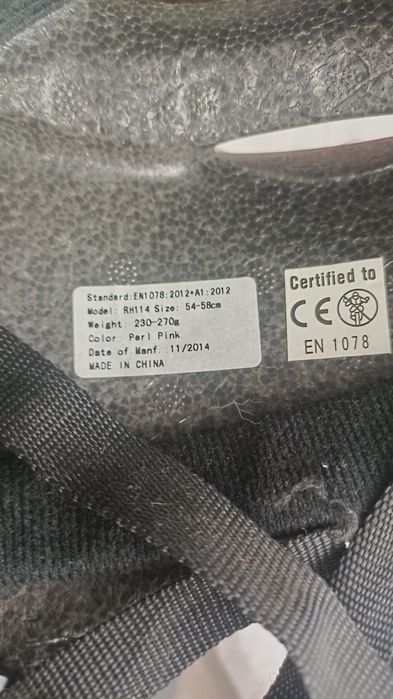 Standard:EN1078:2012+A1:2012
Model: RH114 Size: 54-58cm
Weight: 230-270g
Color: Perl Pink
Date of Manf.:11/2014
MADE IN CHINA
Certified to
CE
EN 1078